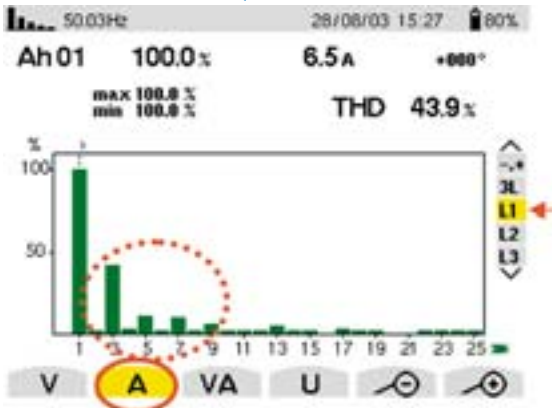 50.03Hz 28/08/03 15:27 80%
Ah 01 100.0 % 6.5 A +000°
max 100.0 %
min 100.0 % THD 43.9 %
%
100
50
-.+
3L
L1
L2
L3
1 3 5 7 9 11 13 15 17 19 21 23 25
V A VA U